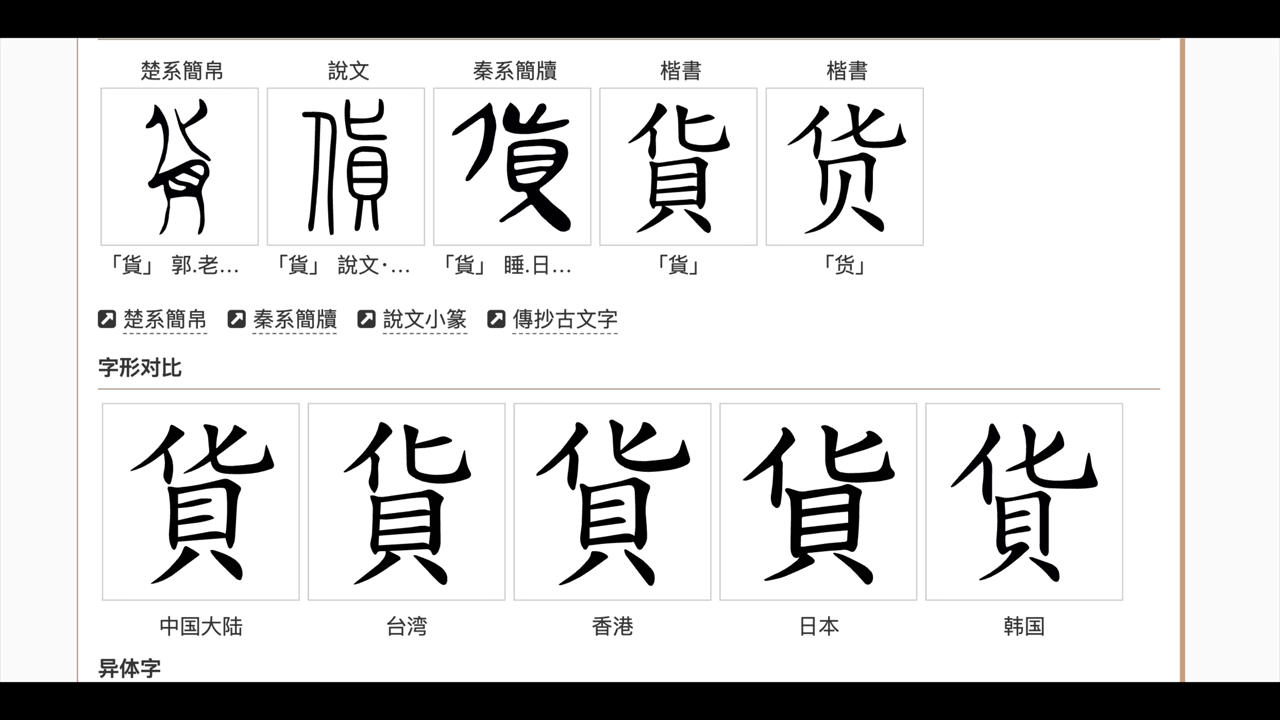 楚系簡帛 說文 秦系簡牘 楷書 楷書
貨 貨 貨 貨 货
「貨」 郭.老… 「貨」 說文·… 「貨」 睡.日… 「貨」 「货」
楚系簡帛 秦系簡牘 說文小篆 傳抄古文字
字形对比
貨 貨 貨 貨 貨
中国大陆 台湾 香港 日本 韩国
异体字